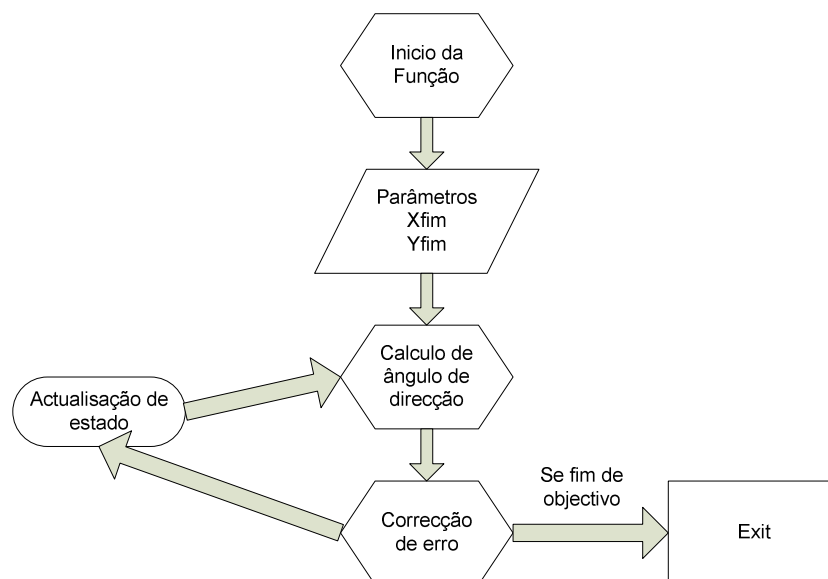 Inicio da
Função
Parâmetros
Xfim
Yfim
Calculo de
ângulo de
direcção
Actualisação de
estado
Se fim de
objectivo
Correcção
de erro
Exit